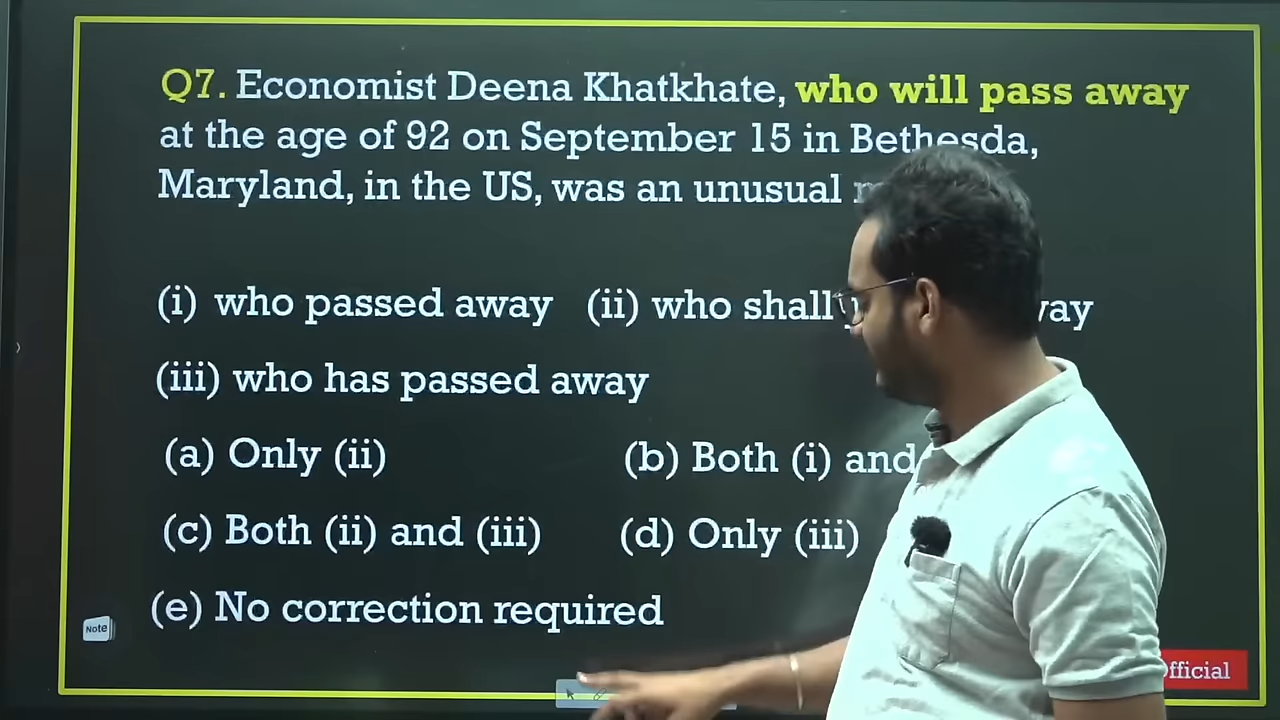 Q7. Economist Deena Khatkhate, who will pass away
at the age of 92 on September 15 in Bethesda,
Maryland, in the US, was an unusual
(i) who passed away (ii) who shall
(iii) who has passed away
(a) Only (ii) (b) Both (i) and
(c) Both (ii) and (iii) (d) Only (iii)
(e) No correction required
Note